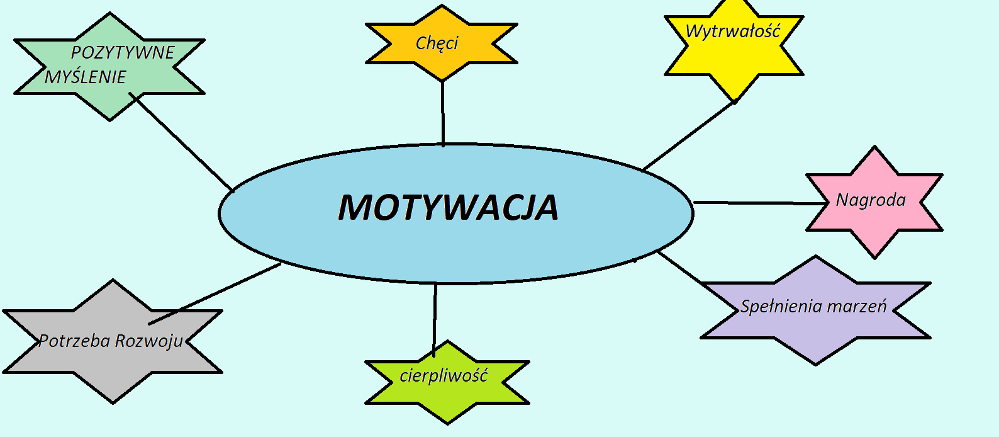 POZYTYWNE
MYŚLENIE
Chęci
Wytrwałość
MOTYWACJA
Nagroda
Spełnienia marzeń
Potrzeba Rozwoju
cierpliwość